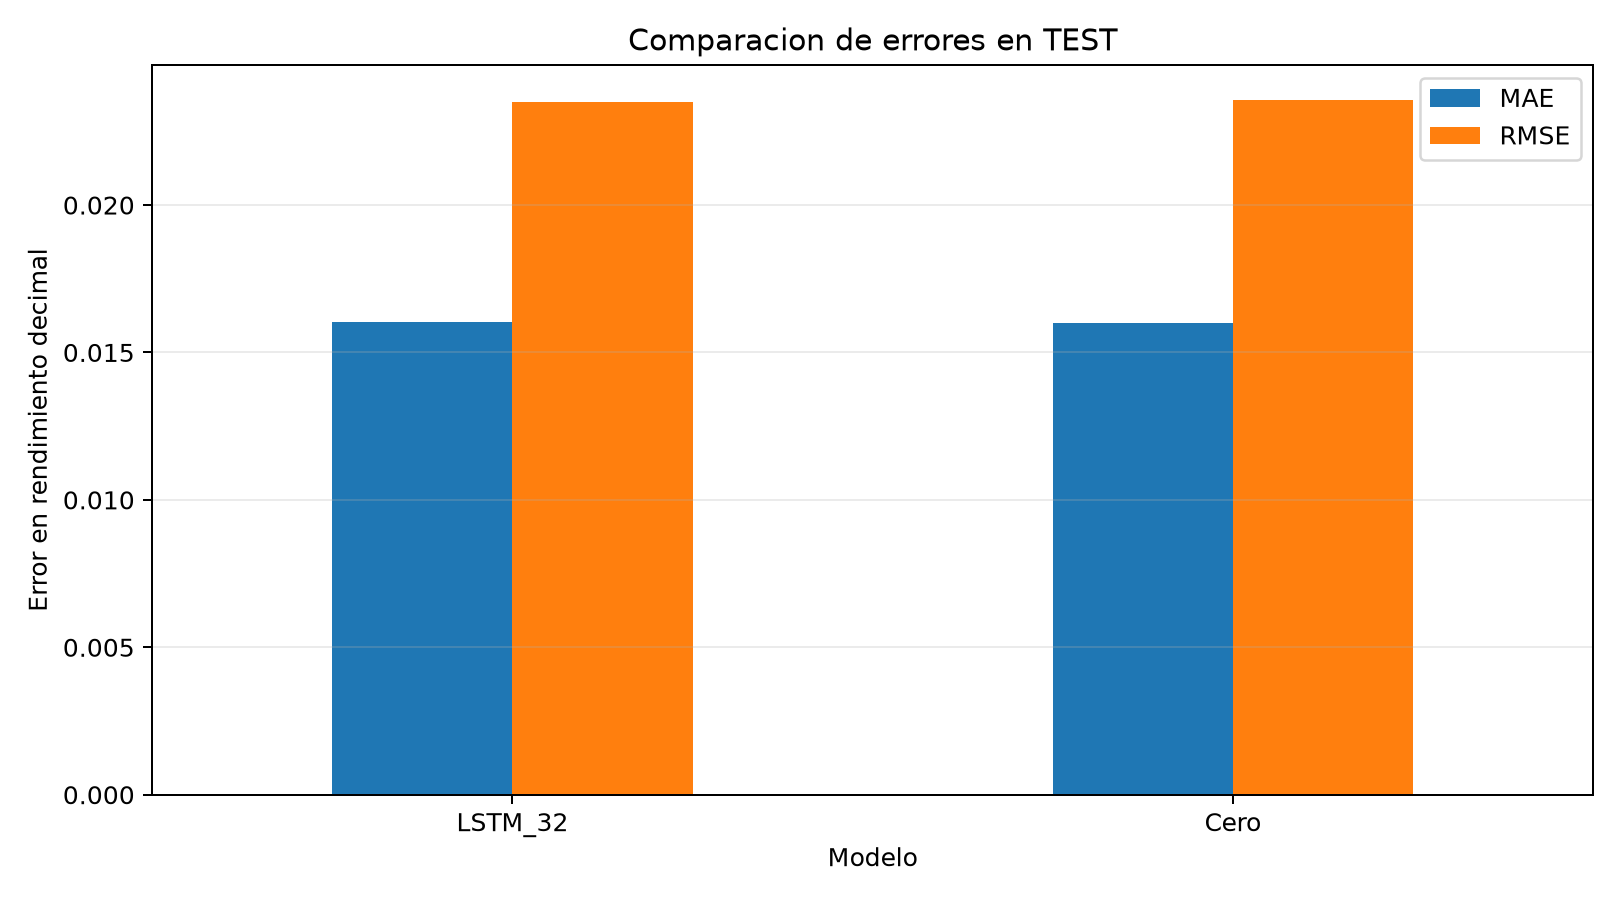 Comparacion de errores en TEST
MAE
RMSE
Error en rendimiento decimal
0.020
0.015
0.010
0.005
0.000
LSTM_32
Cero
Modelo